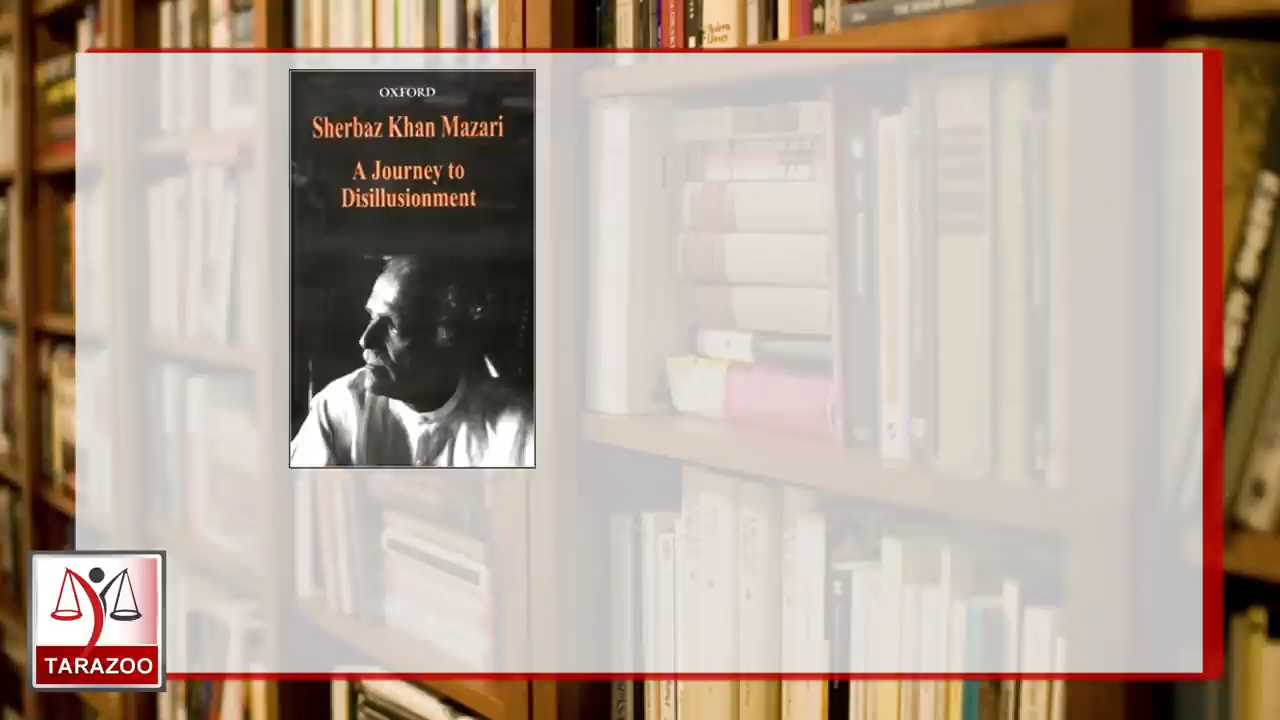 OXFORD
Sherbaz Khan Mazari
A Journey to
Disillusionment
TARAZOO